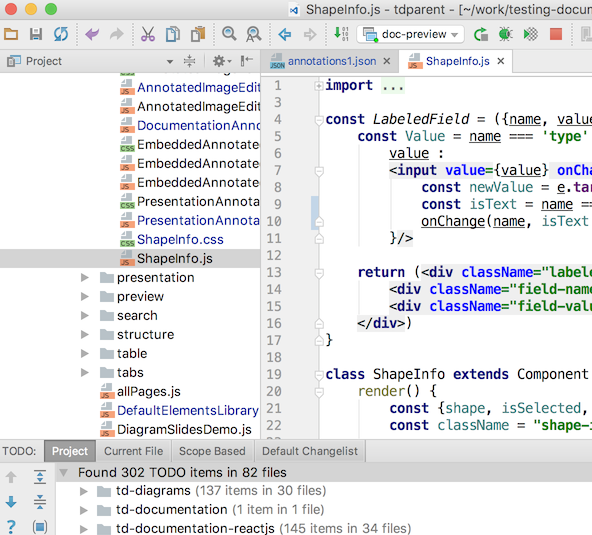 ShapeInfo.js - tdparent - [~/work/testing-docu
doc-preview
Project
annotations1.json
ShapeInfo.js
AnnotatedImageEdit
AnnotatedImageEdit
DocumentationAnno
EmbeddedAnnotate
EmbeddedAnnotate
EmbeddedAnnotate
PresentationAnnota
PresentationAnnota
ShapeInfo.css
ShapeInfo.js
presentation
preview
search
structure
table
tabs
allPages.js
DefaultElementsLibrary
DiagramSlidesDemo.js
1 import ...
3
4 const LabeledField = ({name, value
5 const Value = name === 'type'
6 value :
7 <input value={value} onCha
8 const newValue = e.tar
9 const isText = name ==
10 onChange(name, isText
11 }/>
12
13 return (<div className="labele
14 <div className="field-name
15 <div className="field-valu
16 </div>)
17 }
18
19 class ShapeInfo extends Component
20 render() {
21 const {shape, isSelected,
22 const className = "shape-i
TODO: Project Current File Scope Based Default Changelist
Found 302 TODO items in 82 files
td-diagrams (137 items in 30 files)
td-documentation (1 item in 1 file)
td-documentation-reactjs (145 items in 34 files)